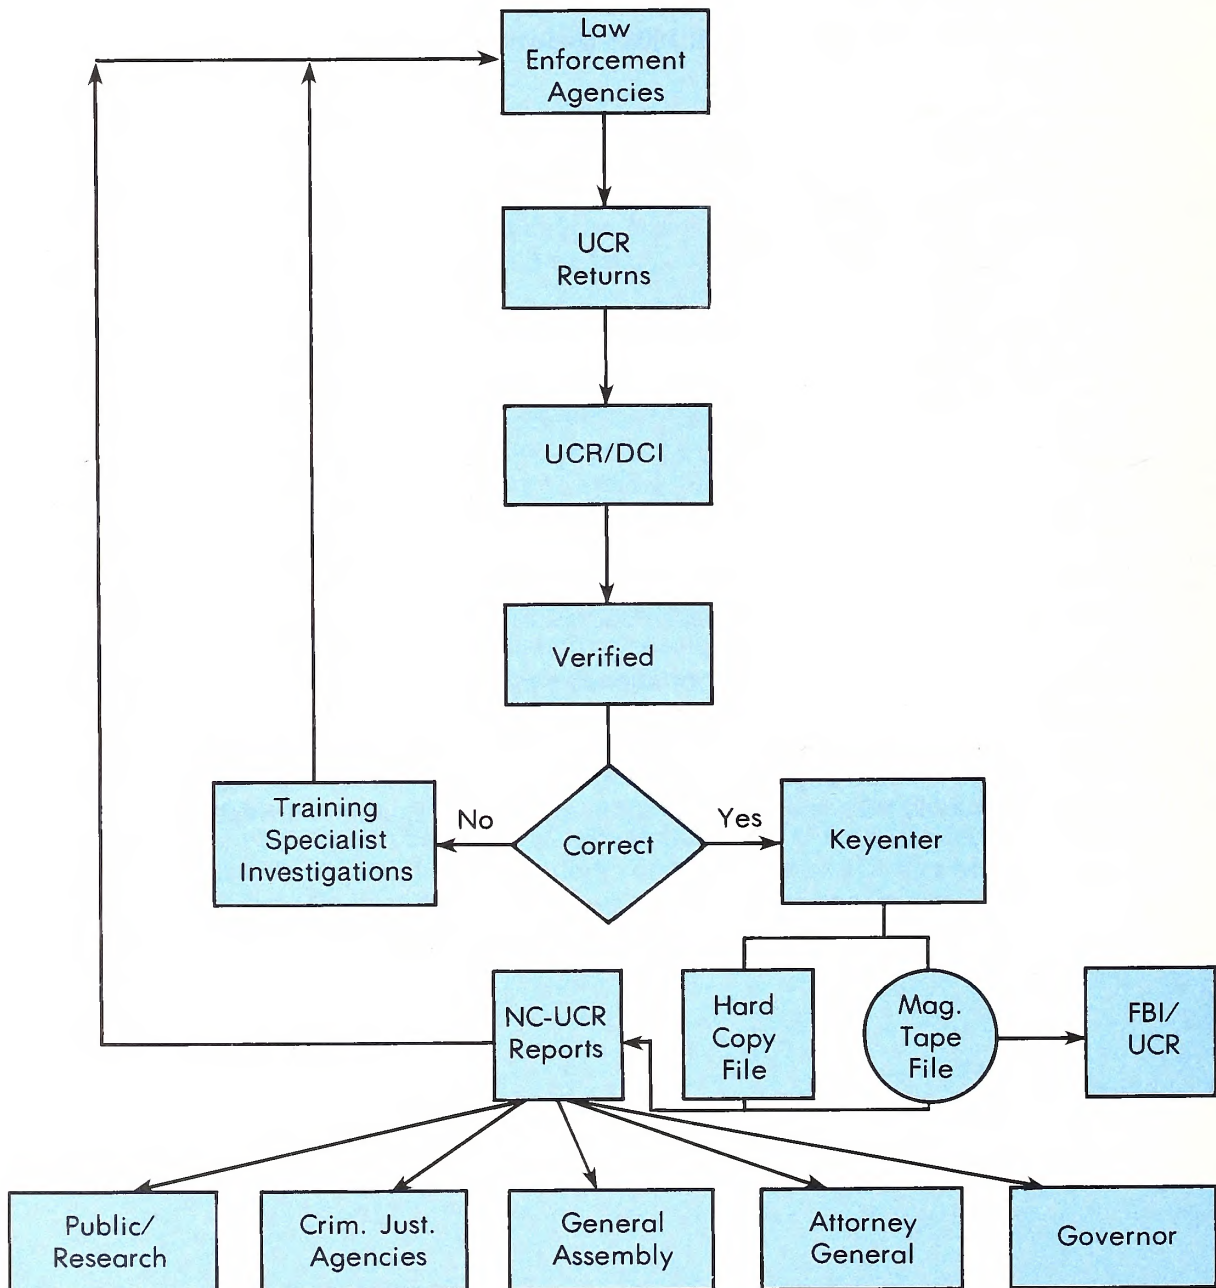 Law
Enforcement
Agencies
UCR
Returns
UCR/DCI
Verified
Training
Specialist
Investigations
No
Correct
Yes
Keyenter
NC-UCR
Reports
Hard
Copy
File
Mag.
Tape
File
FBI/
UCR
Public/
Research
Crim. Just.
Agencies
General
Assembly
Attorney
General
Governor